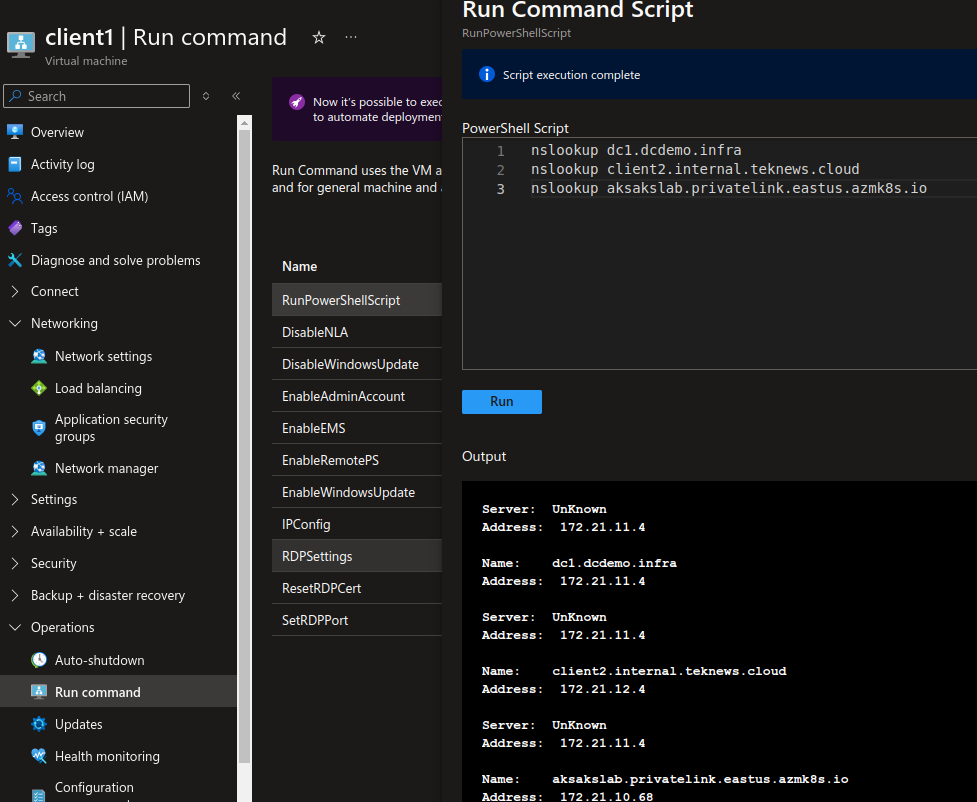 client1 | Run command
Virtual machine
Search
Overview
Activity log
Access control (IAM)
Tags
Diagnose and solve problems
Connect
Networking
Network settings
Load balancing
Application security
groups
Network manager
Settings
Availability + scale
Security
Backup + disaster recovery
Operations
Auto-shutdown
Run command
Updates
Health monitoring
Configuration
Now it's possible to exec
to automate deploymen
Run Command uses the VM a
and for general machine and
Name
RunPowerShellScript
DisableNLA
DisableWindowsUpdate
EnableAdminAccount
EnableEMS
EnableRemotePS
EnableWindowsUpdate
IPConfig
RDPSettings
ResetRDPCert
SetRDPPort
Run Command Script
RunPowerShellScript
Script execution complete
PowerShell Script
1 nslookup dc1.dcdemo.infra
2 nslookup client2.internal.teknews.cloud
3 nslookup aksakslab.privatelink.eastus.azmk8s.io
Run
Output
Server: UnKnown
Address: 172.21.11.4
Name: dc1.dcdemo.infra
Address: 172.21.11.4
Server: UnKnown
Address: 172.21.11.4
Name: client2.internal.teknews.cloud
Address: 172.21.12.4
Server: UnKnown
Address: 172.21.11.4
Name: aksakslab.privatelink.eastus.azmk8s.io
Address: 172.21.10.68